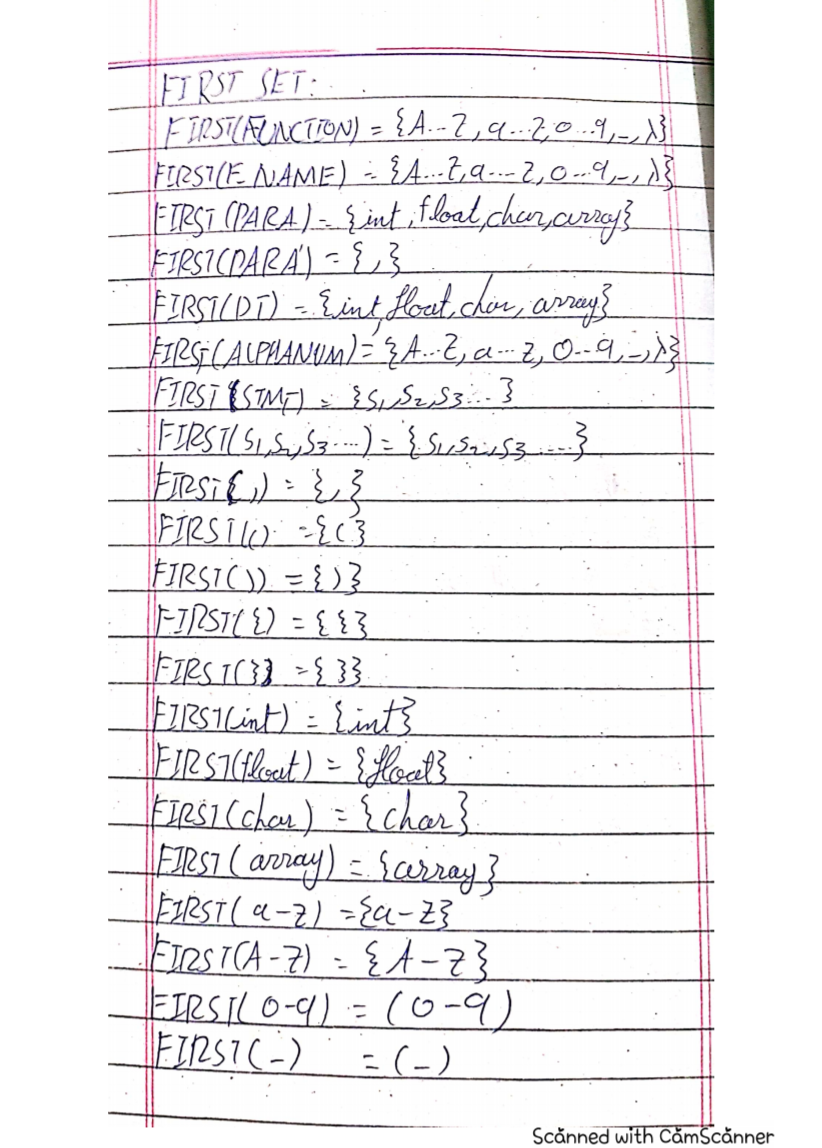 FIRST SET:
FIRST(FUNCTION) = {A...Z, a...z, 0...9, _, λ}
FIRST(F_NAME) = {A...Z, a...z, 0...9, _, λ}
FIRST(PARA) = {int, float, char, array}
FIRST(PARA') = {,}
FIRST(DT) = {int, float, char, array}
FIRST(ALPHANUM) = {A...Z, a...z, 0...9, _, λ}
FIRST(STMT) = {S₁, S₂, S₃...}
FIRST(S₁, S₂, S₃...) = {S₁, S₂, S₃....}
FIRST(,) = {,}
FIRST(() = {(}
FIRST()) = {)}
FIRST({) = {{}
FIRST(}) = {}}
FIRST(int) = {int}
FIRST(float) = {float}
FIRST(char) = {char}
FIRST(array) = {array}
FIRST(a-z) = {a-z}
FIRST(A-Z) = {A-Z}
FIRST(0-9) = (0-9)
FIRST(_) = (_)
Scanned with CamScanner